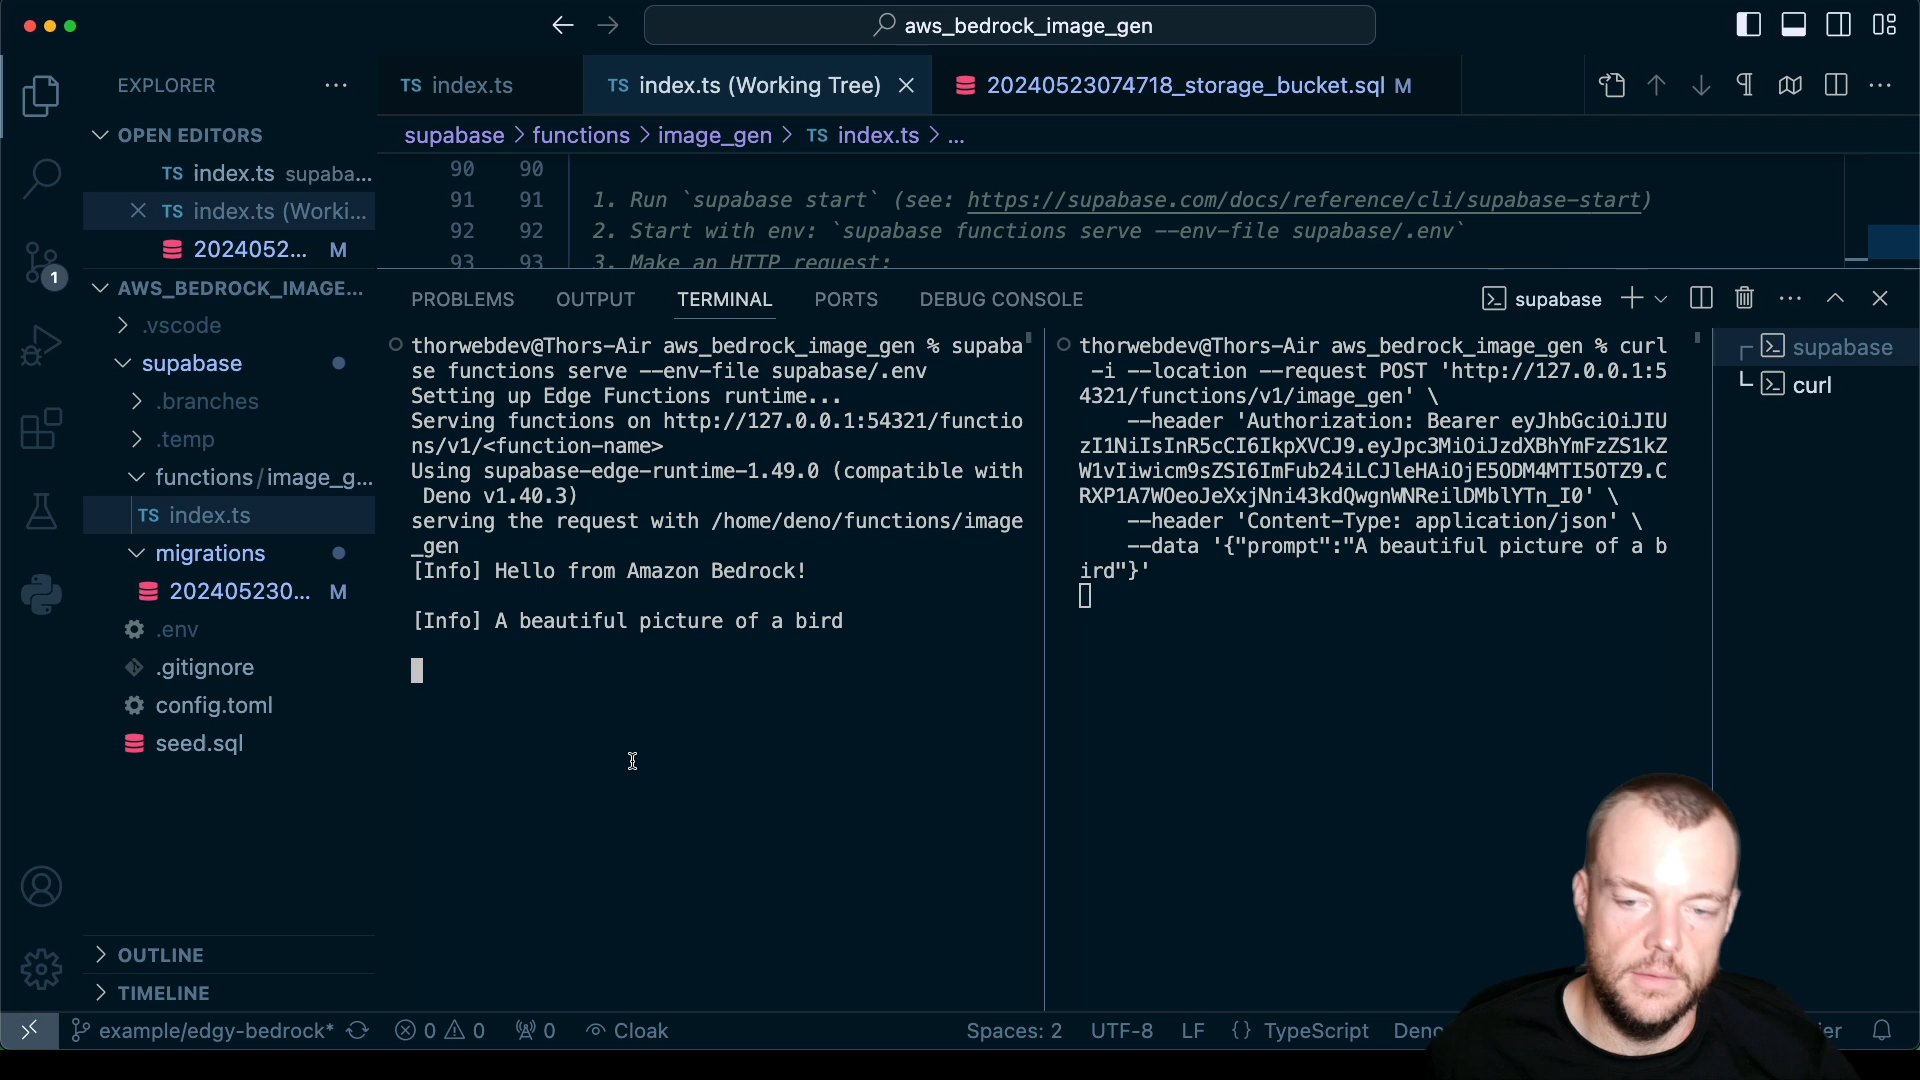 aws_bedrock_image_gen
EXPLORER
TS index.ts
TS index.ts (Working Tree)
20240523074718_storage_bucket.sql M
OPEN EDITORS
supabase > functions > image_gen > TS index.ts > ...
TS index.ts supaba...
TS index.ts (Worki...
2024052... M
90 90
91 91 1. Run `supabase start` (see: https://supabase.com/docs/reference/cli/supabase-start)
92 92 2. Start with env: `supabase functions serve --env-file supabase/.env`
93 93 3. Make an HTTP request:
AWS_BEDROCK_IMAGE...
.vscode
supabase
.branches
.temp
functions/image_g...
TS index.ts
migrations
202405230... M
.env
.gitignore
config.toml
seed.sql
OUTLINE
TIMELINE
1
PROBLEMS OUTPUT TERMINAL PORTS DEBUG CONSOLE
supabase
thorwebdev@Thors-Air aws_bedrock_image_gen % supaba
se functions serve --env-file supabase/.env
Setting up Edge Functions runtime...
Serving functions on http://127.0.0.1:54321/functio
ns/v1/<function-name>
Using supabase-edge-runtime-1.49.0 (compatible with
Deno v1.40.3)
serving the request with /home/deno/functions/image
_gen
[Info] Hello from Amazon Bedrock!
[Info] A beautiful picture of a bird
thorwebdev@Thors-Air aws_bedrock_image_gen % curl
-i --location --request POST 'http://127.0.0.1:5
4321/functions/v1/image_gen' \
--header 'Authorization: Bearer eyJhbGciOiJIU
zI1NiIsInR5cCI6IkpXVCJ9.eyJpc3MiOiJzdXBhYmFzZS1kZ
W1vIiwicm9sZSI6ImFub24iLCJleHAiOjE5ODM4MTI5OTZ9.C
RXP1A7WOeoJeXxjNni43kdQwgnWNReilDMblYTn_I0' \
--header 'Content-Type: application/json' \
--data '{"prompt":"A beautiful picture of a b
ird"}'
supabase
curl
example/edgy-bedrock* 0 0 0 Cloak
Spaces: 2 UTF-8 LF {} TypeScript